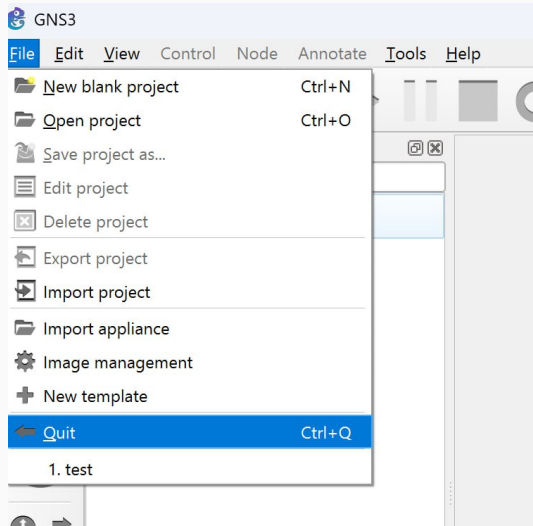 GNS3
File Edit View Control Node Annotate Tools Help
New blank project Ctrl+N
Open project Ctrl+O
Save project as...
Edit project
Delete project
Export project
Import project
Import appliance
Image management
New template
Quit Ctrl+Q
1. test